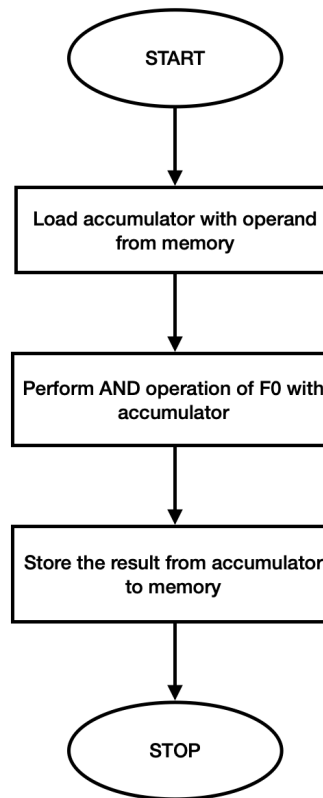 START
Load accumulator with operand
from memory
Perform AND operation of F0 with
accumulator
Store the result from accumulator
to memory
STOP